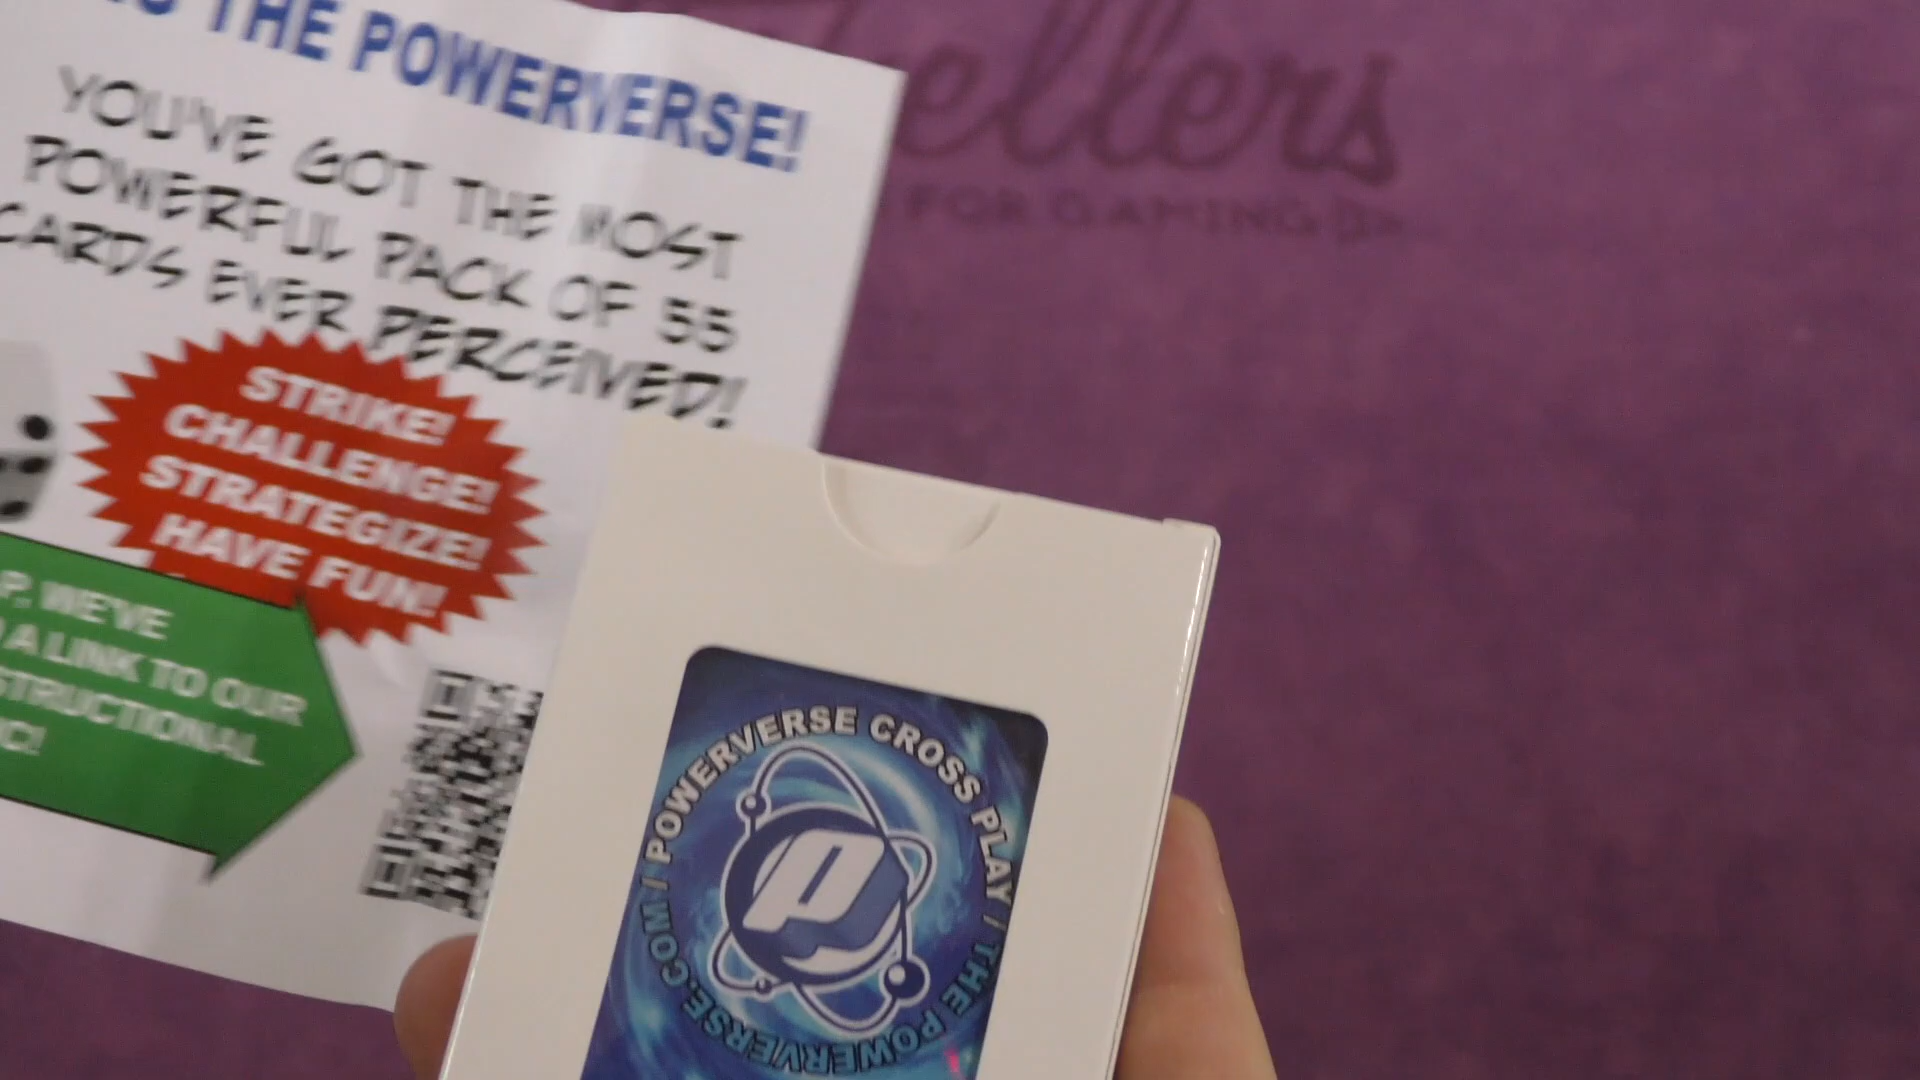 THE POWERVERSE!
YOU'VE GOT THE MOST
POWERFUL PACK OF 55
CARDS EVER PERCEIVED!
STRIKE!
CHALLENGE!
STRATEGIZE!
HAVE FUN!
P, WE'VE
A LINK TO OUR
STRUCTIONAL
C!
ellers
FOR GAMING
POWERVERSE CROSS PLAY / THE POWERVERSE.COM /
P